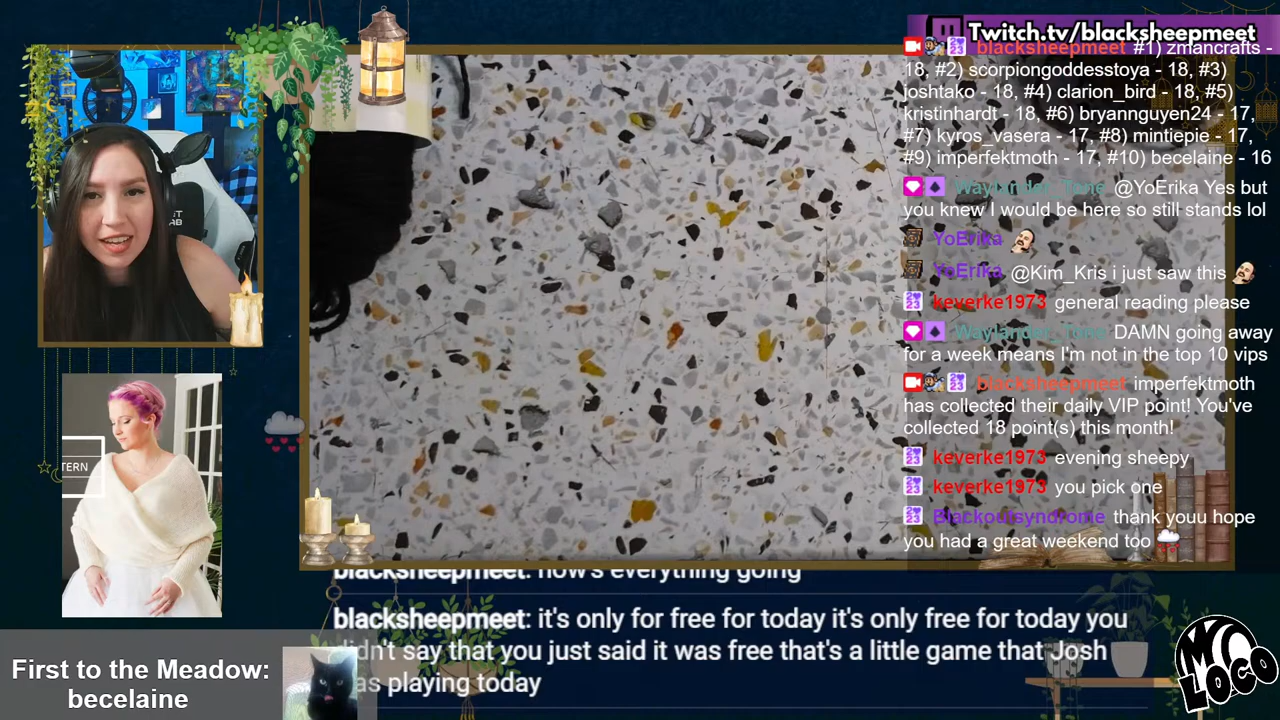 Twitch.tv/blacksheepmeet
blacksheepmeet #1) zmancrafts -
18, #2) scorpiongoddesstoya - 18, #3)
joshtako - 18, #4) clarion_bird - 18, #5)
kristinhardt - 18, #6) bryannguyen24 - 17,
#7) kyros_vasera - 17, #8) mintiepie - 17,
#9) imperfektmoth - 17, #10) becelaine - 16
@YoErika Yes but
you knew I would be here so still stands lol
YoErika
YoErika @Kim_Kris i just saw this
keverke1973 general reading please
DAMN going away
for a week means I'm not in the top 10 vips
blacksheepmeet imperfektmoth
has collected their daily VIP point! You've
collected 18 point(s) this month!
keverke1973 evening sheepy
keverke1973 you pick one
Blackoutsyndrome thank youu hope
you had a great weekend too
TERN
blacksheepmeet: how's everything going
blacksheepmeet: it's only for free for today it's only free for today you
didn't say that you just said it was free that's a little game that Josh
as playing today
First to the Meadow:
becelaine
MC
LOCO